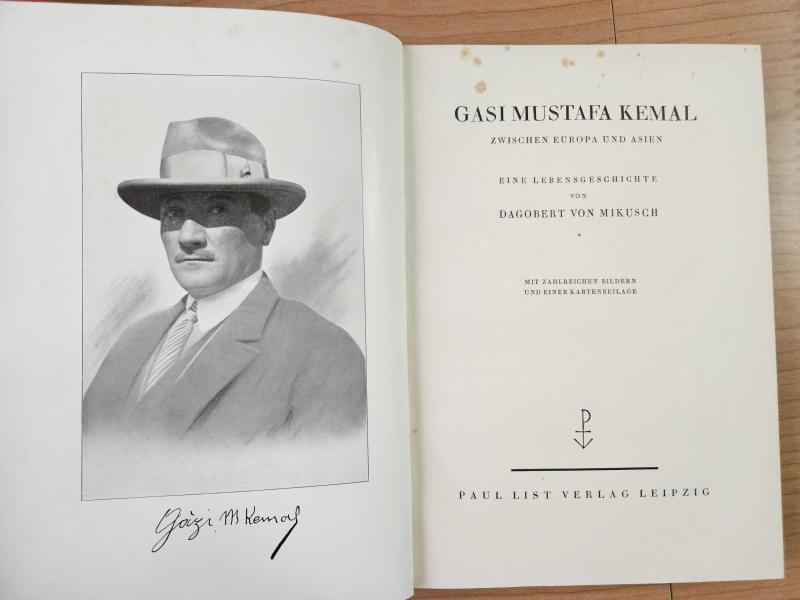 Gàzi M Kemal
GASI MUSTAFA KEMAL
ZWISCHEN EUROPA UND ASIEN
EINE LEBENSGESCHICHTE
VON
DAGOBERT VON MIKUSCH
MIT ZAHLREICHEN BILDERN
UND EINER KARTENBEILAGE
PAUL LIST VERLAG LEIPZIG